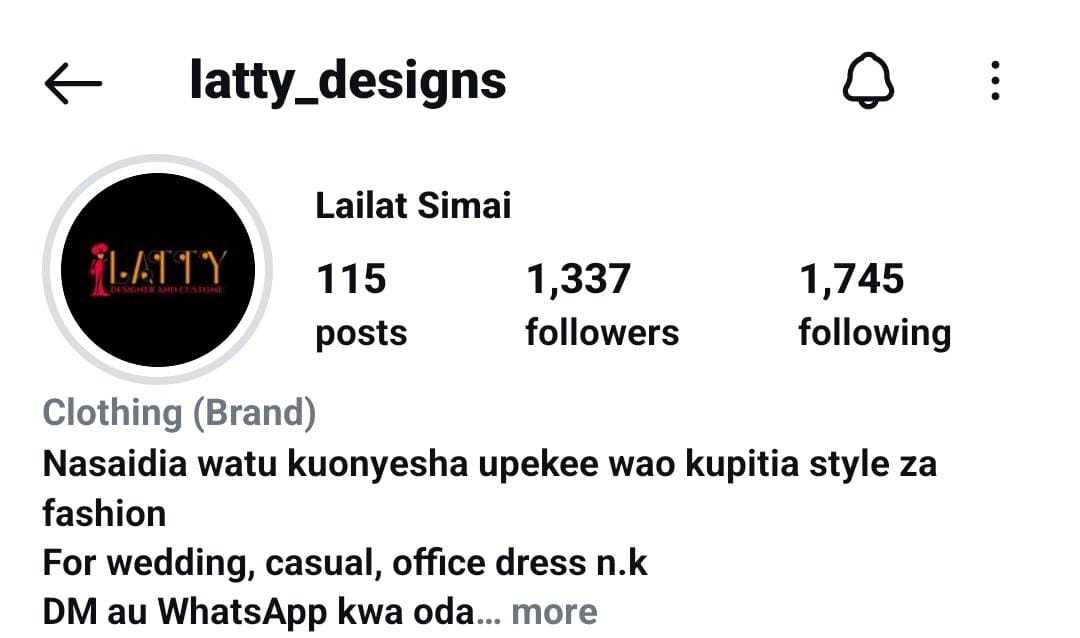 latty_designs
Lailat Simai
115 1,337 1,745
posts followers following
LATTY
DESIGNER AND CUSTOME
Clothing (Brand)
Nasaidia watu kuonyesha upekee wao kupitia style za
fashion
For wedding, casual, office dress n.k
DM au WhatsApp kwa oda... more